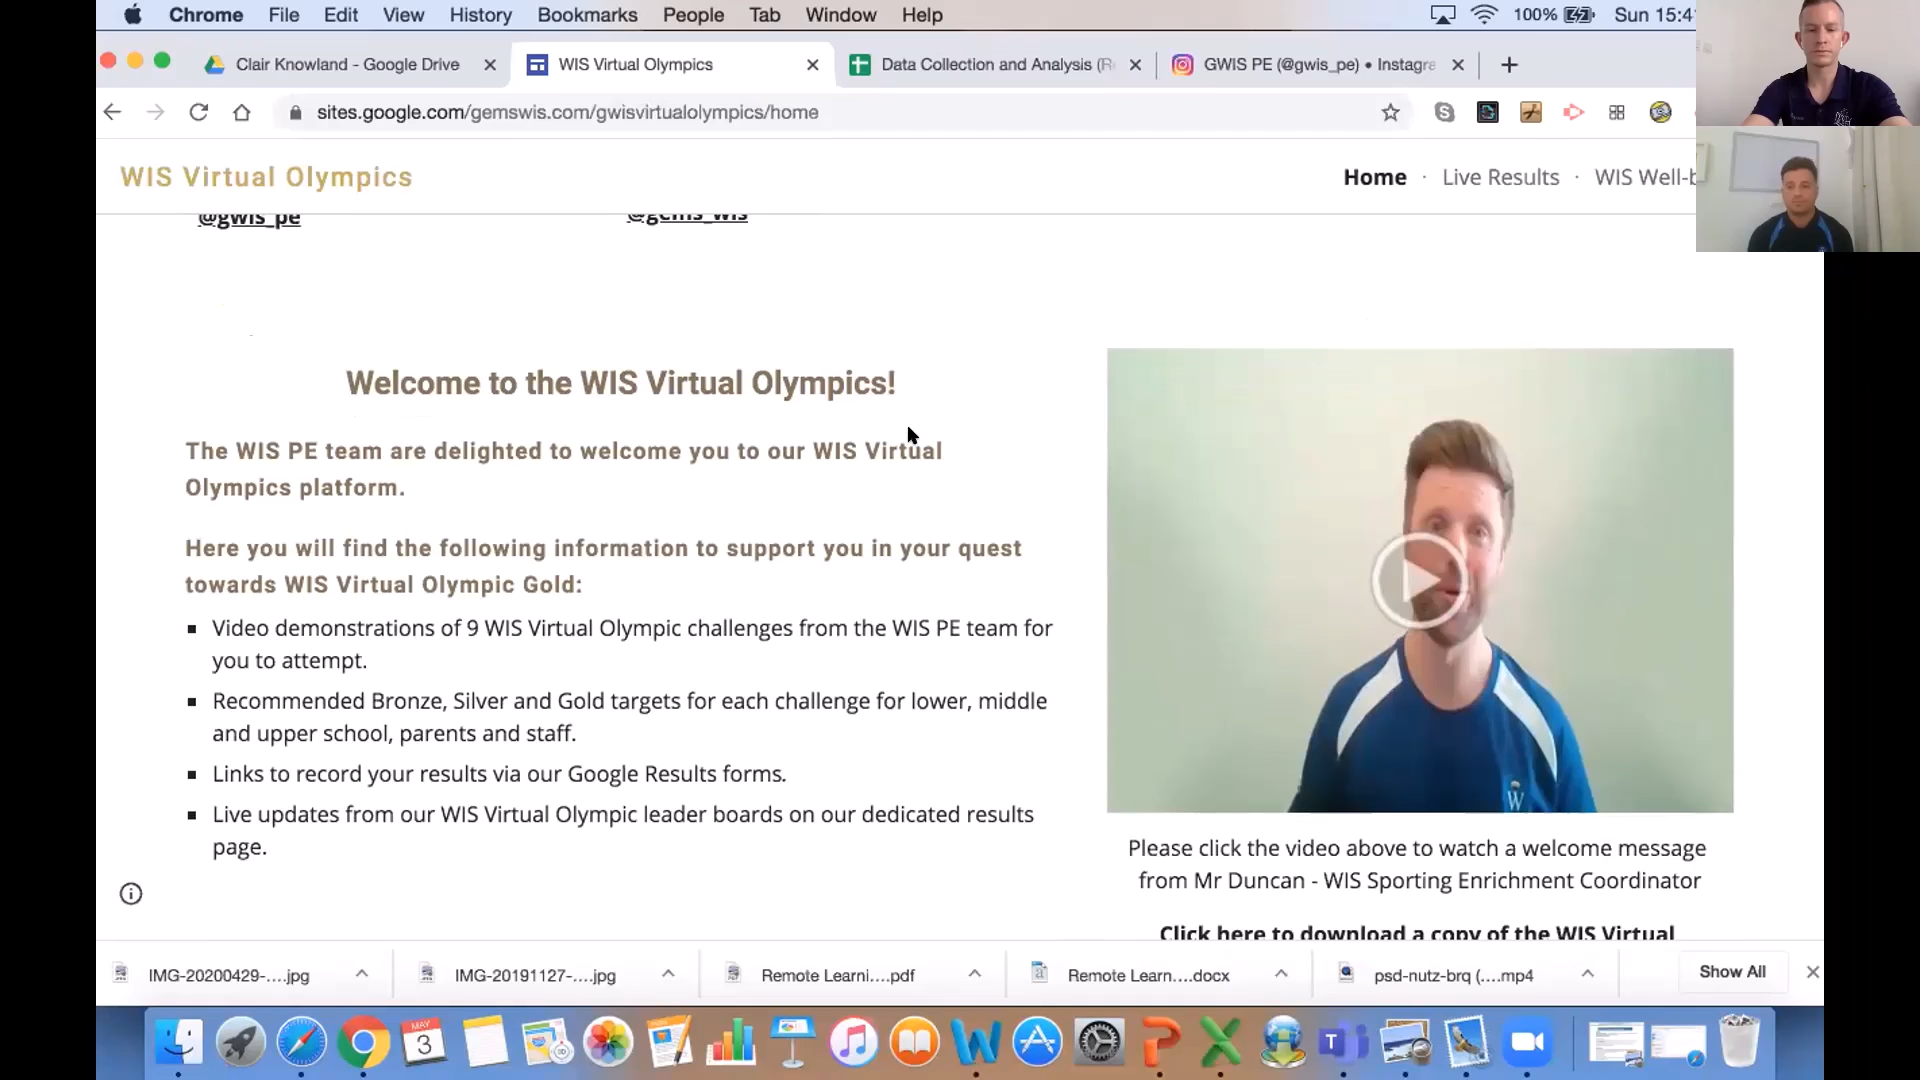 Chrome File Edit View History Bookmarks People Tab Window Help 100% Sun 15:4
Clair Knowland - Google Drive WIS Virtual Olympics Data Collection and Analysis (R GWIS PE (@gwis_pe) • Instagra
sites.google.com/gemswis.com/gwisvirtualolympics/home
WIS Virtual Olympics Home · Live Results · WIS Well-b
@gwis_pe @gems_wis
Welcome to the WIS Virtual Olympics!
The WIS PE team are delighted to welcome you to our WIS Virtual
Olympics platform.
Here you will find the following information to support you in your quest
towards WIS Virtual Olympic Gold:
Video demonstrations of 9 WIS Virtual Olympic challenges from the WIS PE team for
you to attempt.
Recommended Bronze, Silver and Gold targets for each challenge for lower, middle
and upper school, parents and staff.
Links to record your results via our Google Results forms.
Live updates from our WIS Virtual Olympic leader boards on our dedicated results
page.
W
Please click the video above to watch a welcome message
from Mr Duncan - WIS Sporting Enrichment Coordinator
Click here to download a copy of the WIS Virtual
IMG-20200429-....jpg IMG-20191127-....jpg Remote Learni....pdf Remote Learn....docx psd-nutz-brq (....mp4 Show All
MAY
3